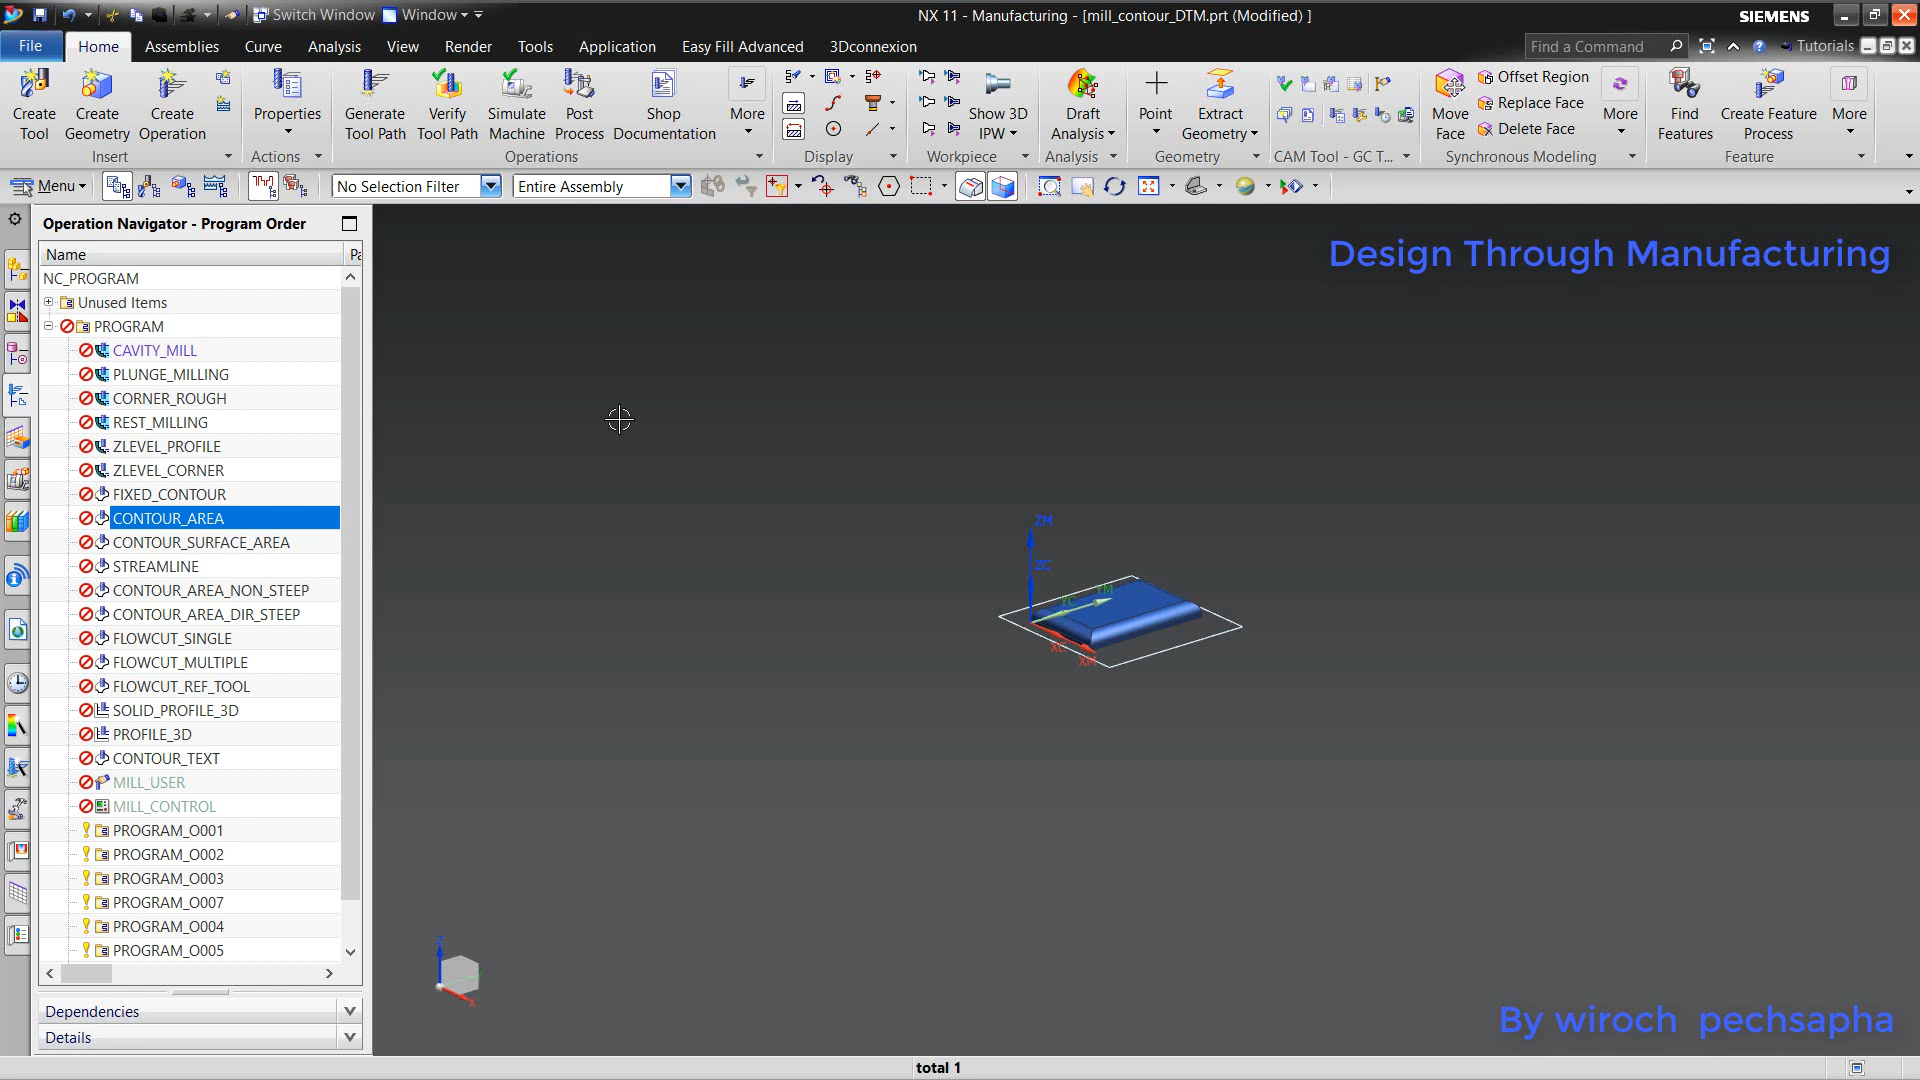 Switch Window Window
NX 11 - Manufacturing - [mill_contour_DTM.prt (Modified) ]
SIEMENS
File Home Assemblies Curve Analysis View Render Tools Application Easy Fill Advanced 3Dconnexion
Find a Command
Tutorials
Create Tool
Create Geometry
Create Operation
Insert
Properties
Actions
Generate Tool Path
Verify Tool Path
Simulate Machine
Post Process
Shop Documentation
More
Operations
Display
Show 3D IPW
Workpiece
Draft Analysis
Analysis
Point
Extract Geometry
Geometry
CAM Tool - GC T...
Move Face
Offset Region
Replace Face
Delete Face
More
Synchronous Modeling
Find Features
Create Feature Process
More
Feature
Menu
No Selection Filter
Entire Assembly
Operation Navigator - Program Order
Name
Pa
NC_PROGRAM
Unused Items
PROGRAM
CAVITY_MILL
PLUNGE_MILLING
CORNER_ROUGH
REST_MILLING
ZLEVEL_PROFILE
ZLEVEL_CORNER
FIXED_CONTOUR
CONTOUR_AREA
CONTOUR_SURFACE_AREA
STREAMLINE
CONTOUR_AREA_NON_STEEP
CONTOUR_AREA_DIR_STEEP
FLOWCUT_SINGLE
FLOWCUT_MULTIPLE
FLOWCUT_REF_TOOL
SOLID_PROFILE_3D
PROFILE_3D
CONTOUR_TEXT
MILL_USER
MILL_CONTROL
PROGRAM_O001
PROGRAM_O002
PROGRAM_O003
PROGRAM_O007
PROGRAM_O004
PROGRAM_O005
Dependencies
Details
Design Through Manufacturing
ZM
ZC
YM
YC
XC
XM
By wiroch pechsapha
total 1